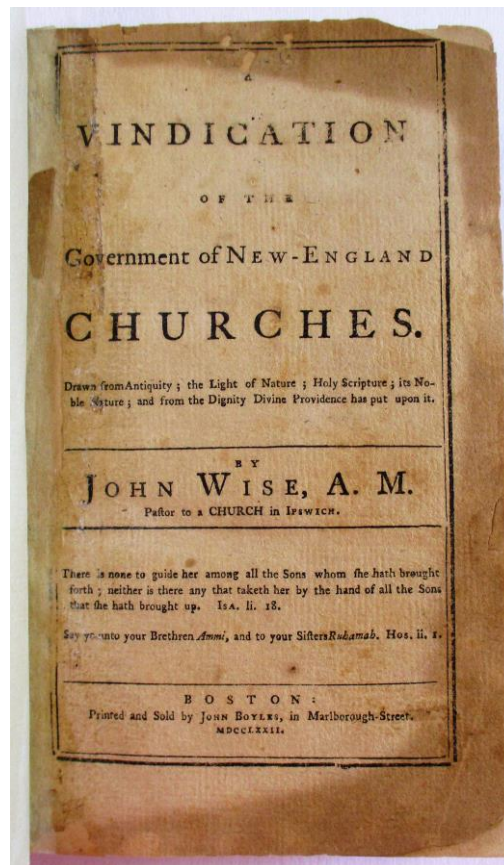 A
VINDICATION
OF THE
Government of NEW-ENGLAND
CHURCHES.
Drawn from Antiquity; the Light of Nature; Holy Scripture; its No-
ble Nature; and from the Dignity Divine Providence has put upon it.
BY
JOHN WISE, A. M.
Paſtor to a CHURCH in IPSWICH.
There is none to guide her among all the Sons whom ſhe hath brought
forth; neither is there any that taketh her by the hand of all the Sons
that ſhe hath brought up. ISA. li. 18.
Say ye unto your Brethren Ammi, and to your Siſters Ruhamah. HOS. ii. 1.
BOSTON:
Printed and Sold by JOHN BOYLES, in Marlborough-Street.
MDCCLXXII.